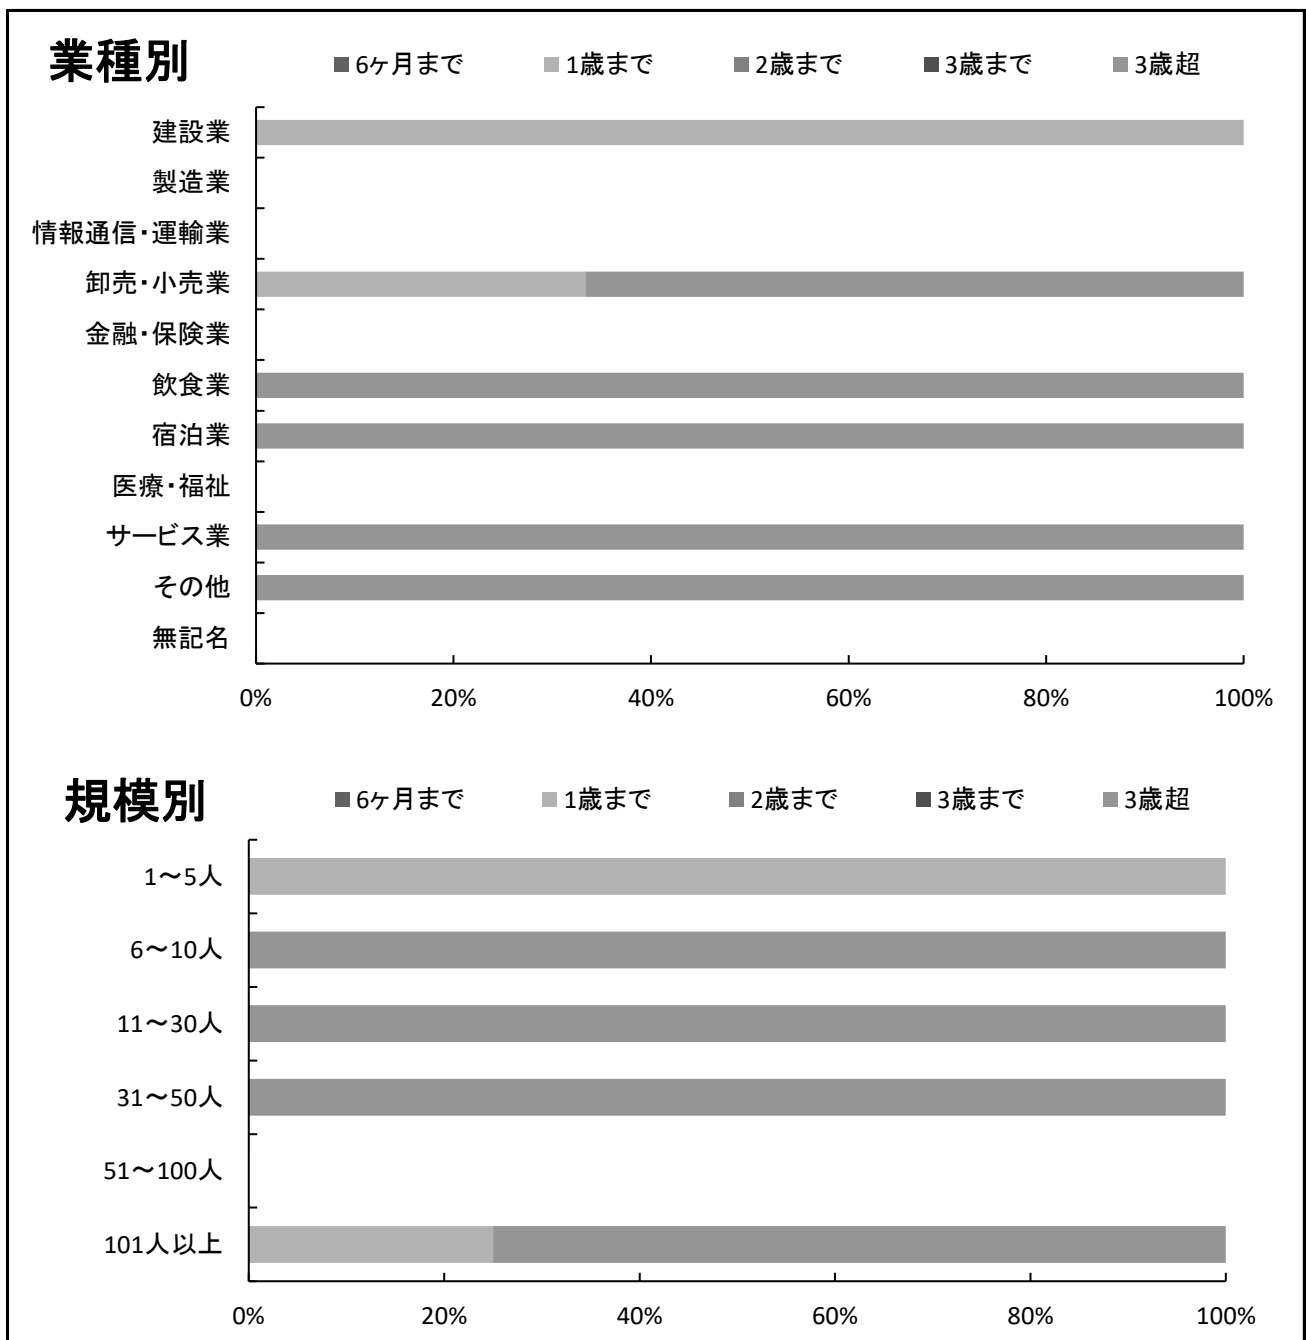 業種別
■6ヶ月まで ■1歳まで ■2歳まで ■3歳まで ■3歳超
建設業
製造業
情報通信・運輸業
卸売・小売業
金融・保険業
飲食業
宿泊業
医療・福祉
サービス業
その他
無記名
0% 20% 40% 60% 80% 100%
規模別
■6ヶ月まで ■1歳まで ■2歳まで ■3歳まで ■3歳超
1～5人
6～10人
11～30人
31～50人
51～100人
101人以上
0% 20% 40% 60% 80% 100%